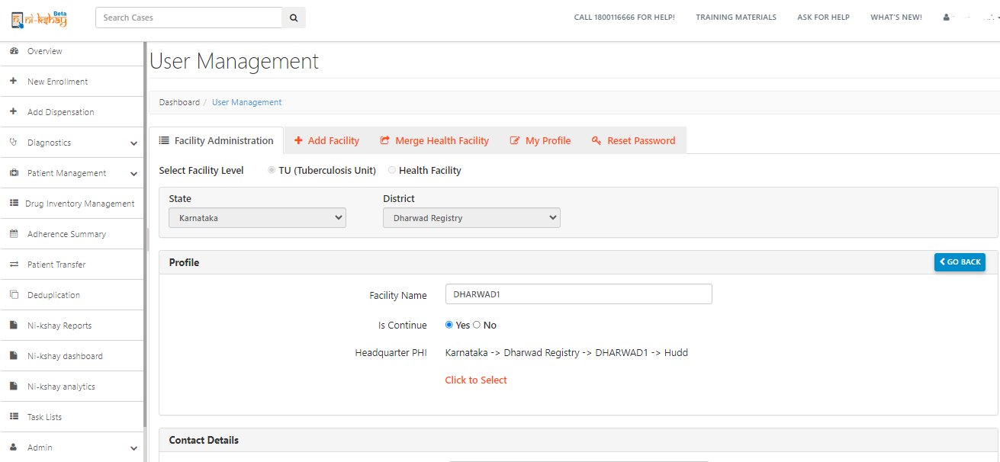 ni-kshay Beta
Search Cases
CALL 1800116666 FOR HELP! TRAINING MATERIALS ASK FOR HELP WHAT'S NEW!
Overview
New Enrollment
Add Dispensation
Diagnostics
Patient Management
Drug Inventory Management
Adherence Summary
Patient Transfer
Deduplication
Ni-kshay Reports
Ni-kshay dashboard
Ni-kshay analytics
Task Lists
Admin
User Management
Dashboard / User Management
Facility Administration Add Facility Merge Health Facility My Profile Reset Password
Select Facility Level TU (Tuberculosis Unit) Health Facility
State District
Karnataka Dharwad Registry
Profile GO BACK
Facility Name DHARWAD1
Is Continue Yes No
Headquarter PHI Karnataka -> Dharwad Registry -> DHARWAD1 -> Hudd
Click to Select
Contact Details